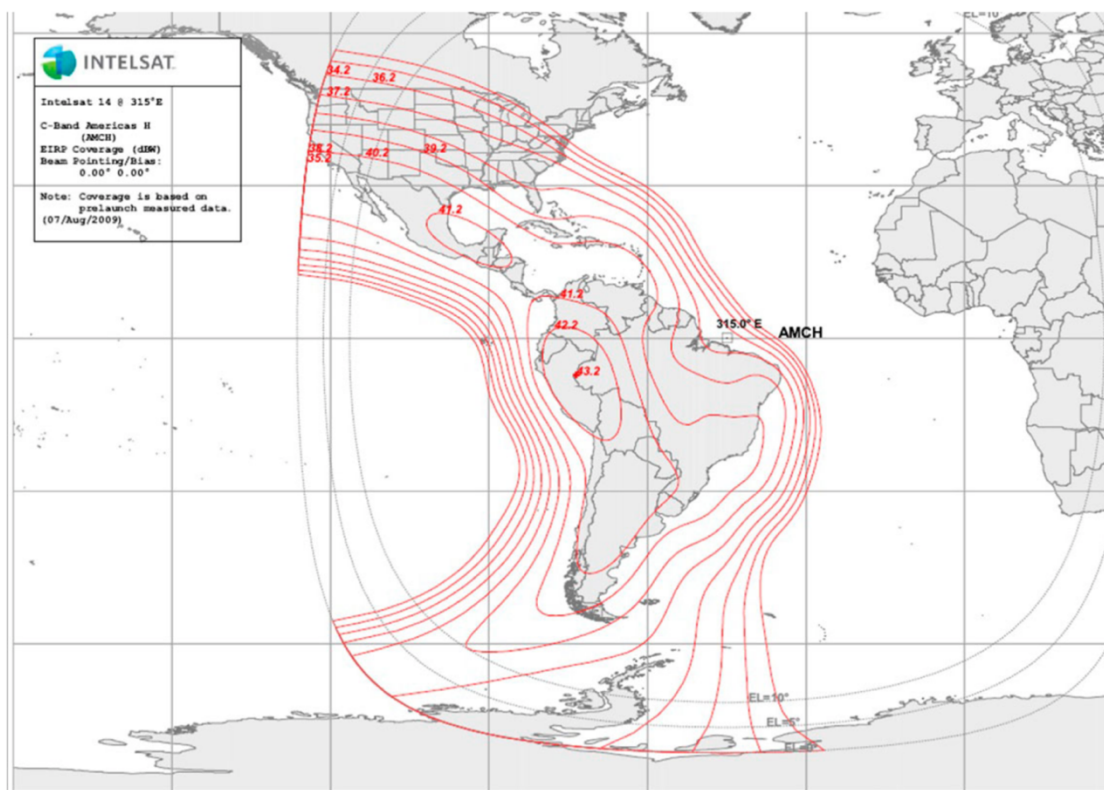 EL=10
INTELSAT
Intelsat 14 @ 315°E
C-Band Americas H
(AMCH)
EIRP Coverage (dBW)
Beam Pointing/Bias:
0.00° 0.00°
Note: Coverage is based on
prelaunch measured data.
(07/Aug/2009)
34.2
36.2
37.2
38.2
39.2
35.2
40.2
41.2
41.2
42.2
315.0° E
AMCH
43.2
EL=10°
EL=5°
EL=0°